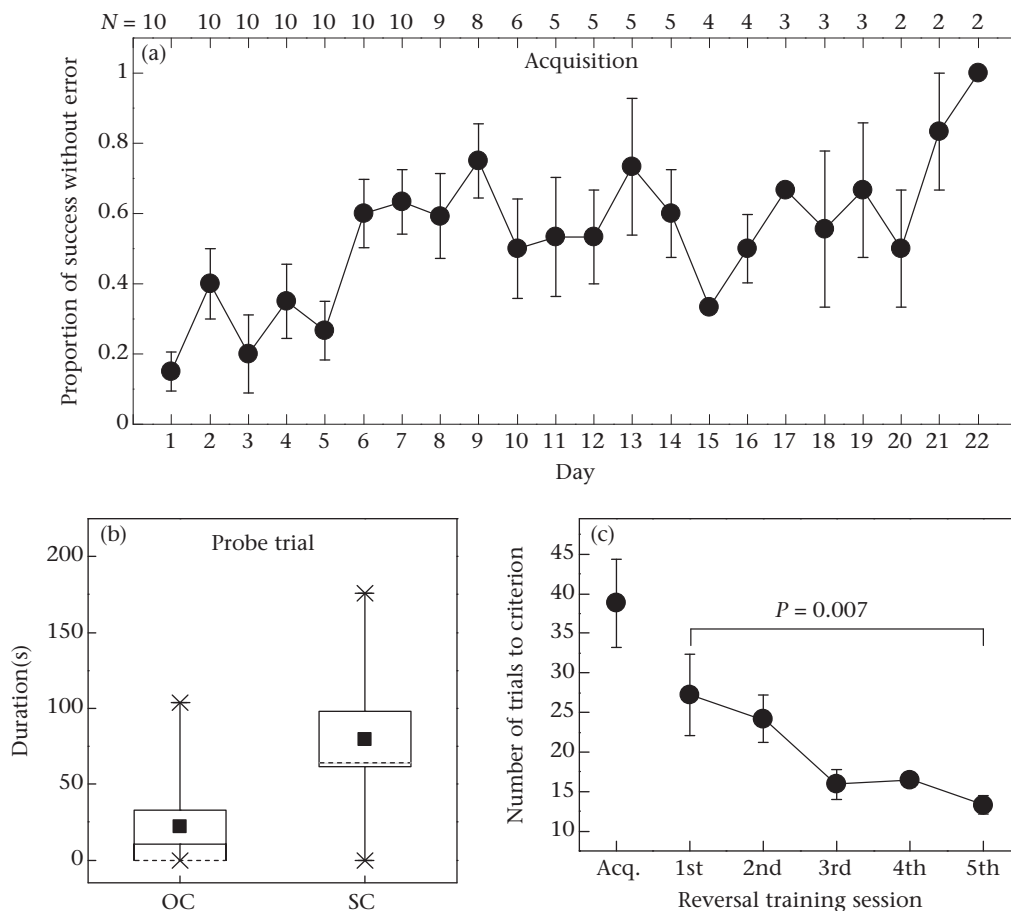 N = 10 10 10 10 10 10 10 9 8 6 5 5 5 5 4 4 3 3 3 2 2 2
(a)
Acquisition
1
0.8
0.6
0.4
0.2
0
Proportion of success without error
1 2 3 4 5 6 7 8 9 10 11 12 13 14 15 16 17 18 19 20 21 22
Day
(b)
Probe trial
200
150
100
50
0
Duration(s)
OC SC
(c)
45
40
35
30
25
20
15
10
Number of trials to criterion
P = 0.007
Acq. 1st 2nd 3rd 4th 5th
Reversal training session